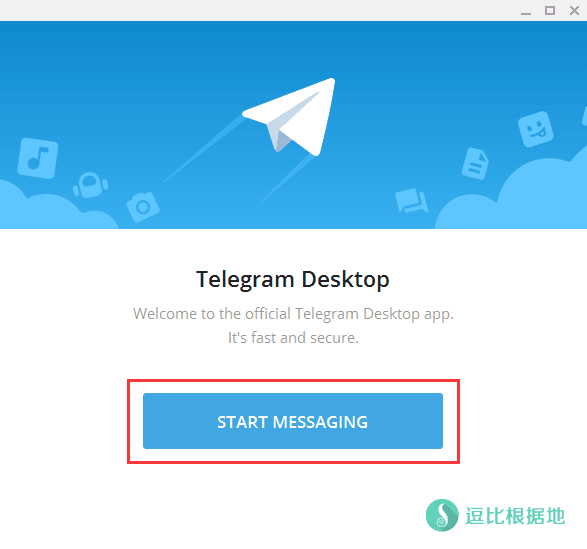 Telegram Desktop
Welcome to the official Telegram Desktop app.
It's fast and secure.
START MESSAGING
逗比根据地